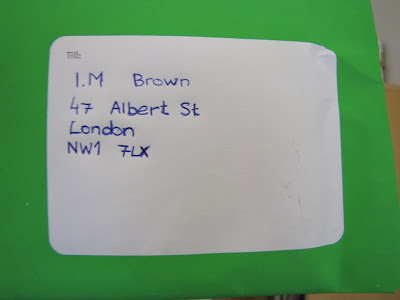 Till:
I.M Brown
47 Albert St
London
NW1 7LX